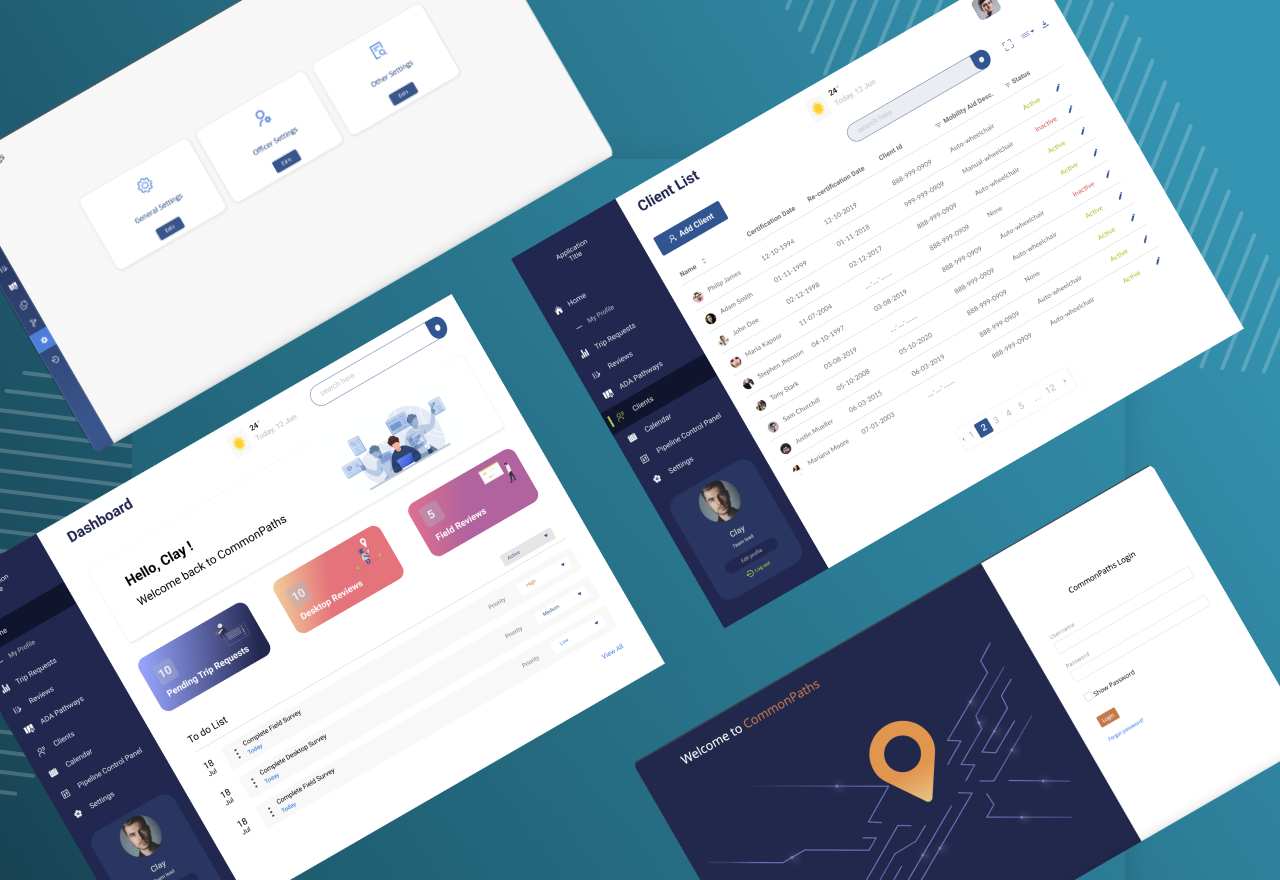 Other Settings
Edit
Officer Settings
Edit
General Settings
Edit
24°
Today, 12 Jun
Search here
Client List
Add Client
Name
Certification Date
Re-certification Date
Client Id
Mobility Aid Desc.
Status
Philip James
12-10-1994
12-10-2019
888-999-0909
Auto-wheelchair
Active
Adam Smith
01-11-1999
01-11-2018
999-999-0909
Manual-wheelchair
Inactive
John Doe
02-12-1998
02-12-2017
888-999-0909
Auto-wheelchair
Active
Maria Kapoor
11-07-2004
__-__-____
888-999-0909
None
Active
Stephen Jhonson
04-10-1997
03-08-2019
888-999-0909
Auto-wheelchair
Inactive
Tony Stark
03-08-2019
__-__-____
888-999-0909
Auto-wheelchair
Active
Sam Churchill
05-10-2008
05-10-2020
888-999-0909
None
Active
Justin Mueller
06-03-2015
06-03-2019
888-999-0909
Auto-wheelchair
Active
Mariana Moore
07-01-2003
__-__-____
888-999-0909
Auto-wheelchair
Active
‹ 1 2 3 4 5 ... 12 ›
Application
Title
Home
My Profile
Trip Requests
Reviews
ADA Pathways
Clients
Calendar
Pipeline Control Panel
Settings
Clay
Team lead
Edit profile
Log out
Dashboard
24°
Today, 12 Jun
Search here
Hello, Clay !
Welcome back to CommonPaths
10
Pending Trip Requests
10
Desktop Reviews
5
Field Reviews
To do List
Active
18
Jul
Complete Field Survey
Today
Priority
High
18
Jul
Complete Desktop Survey
Today
Priority
Medium
18
Jul
Complete Field Survey
Today
Priority
Low
View All
My Profile
Trip Requests
Reviews
ADA Pathways
Clients
Calendar
Pipeline Control Panel
Settings
Clay
Team lead
Welcome to CommonPaths
CommonPaths Login
Username
Password
Show Password
Login
Forgot password?